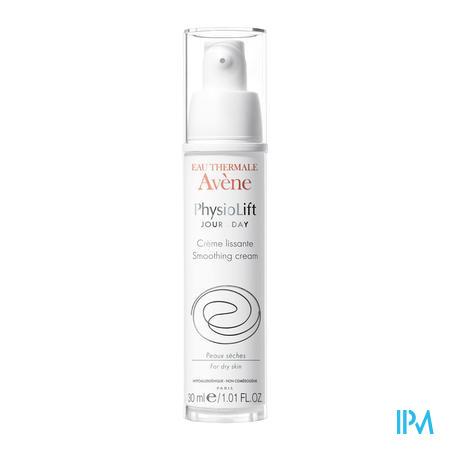 EAU THERMALE
Avène
PhysioLift
JOUR . DAY
Crème lissante
Smoothing cream
Peaux sèches
For dry skin
HYPOALLERGÉNIQUE - NON COMÉDOGÈNE
PARIS
30 ml e/1.01 FL.OZ
IPM